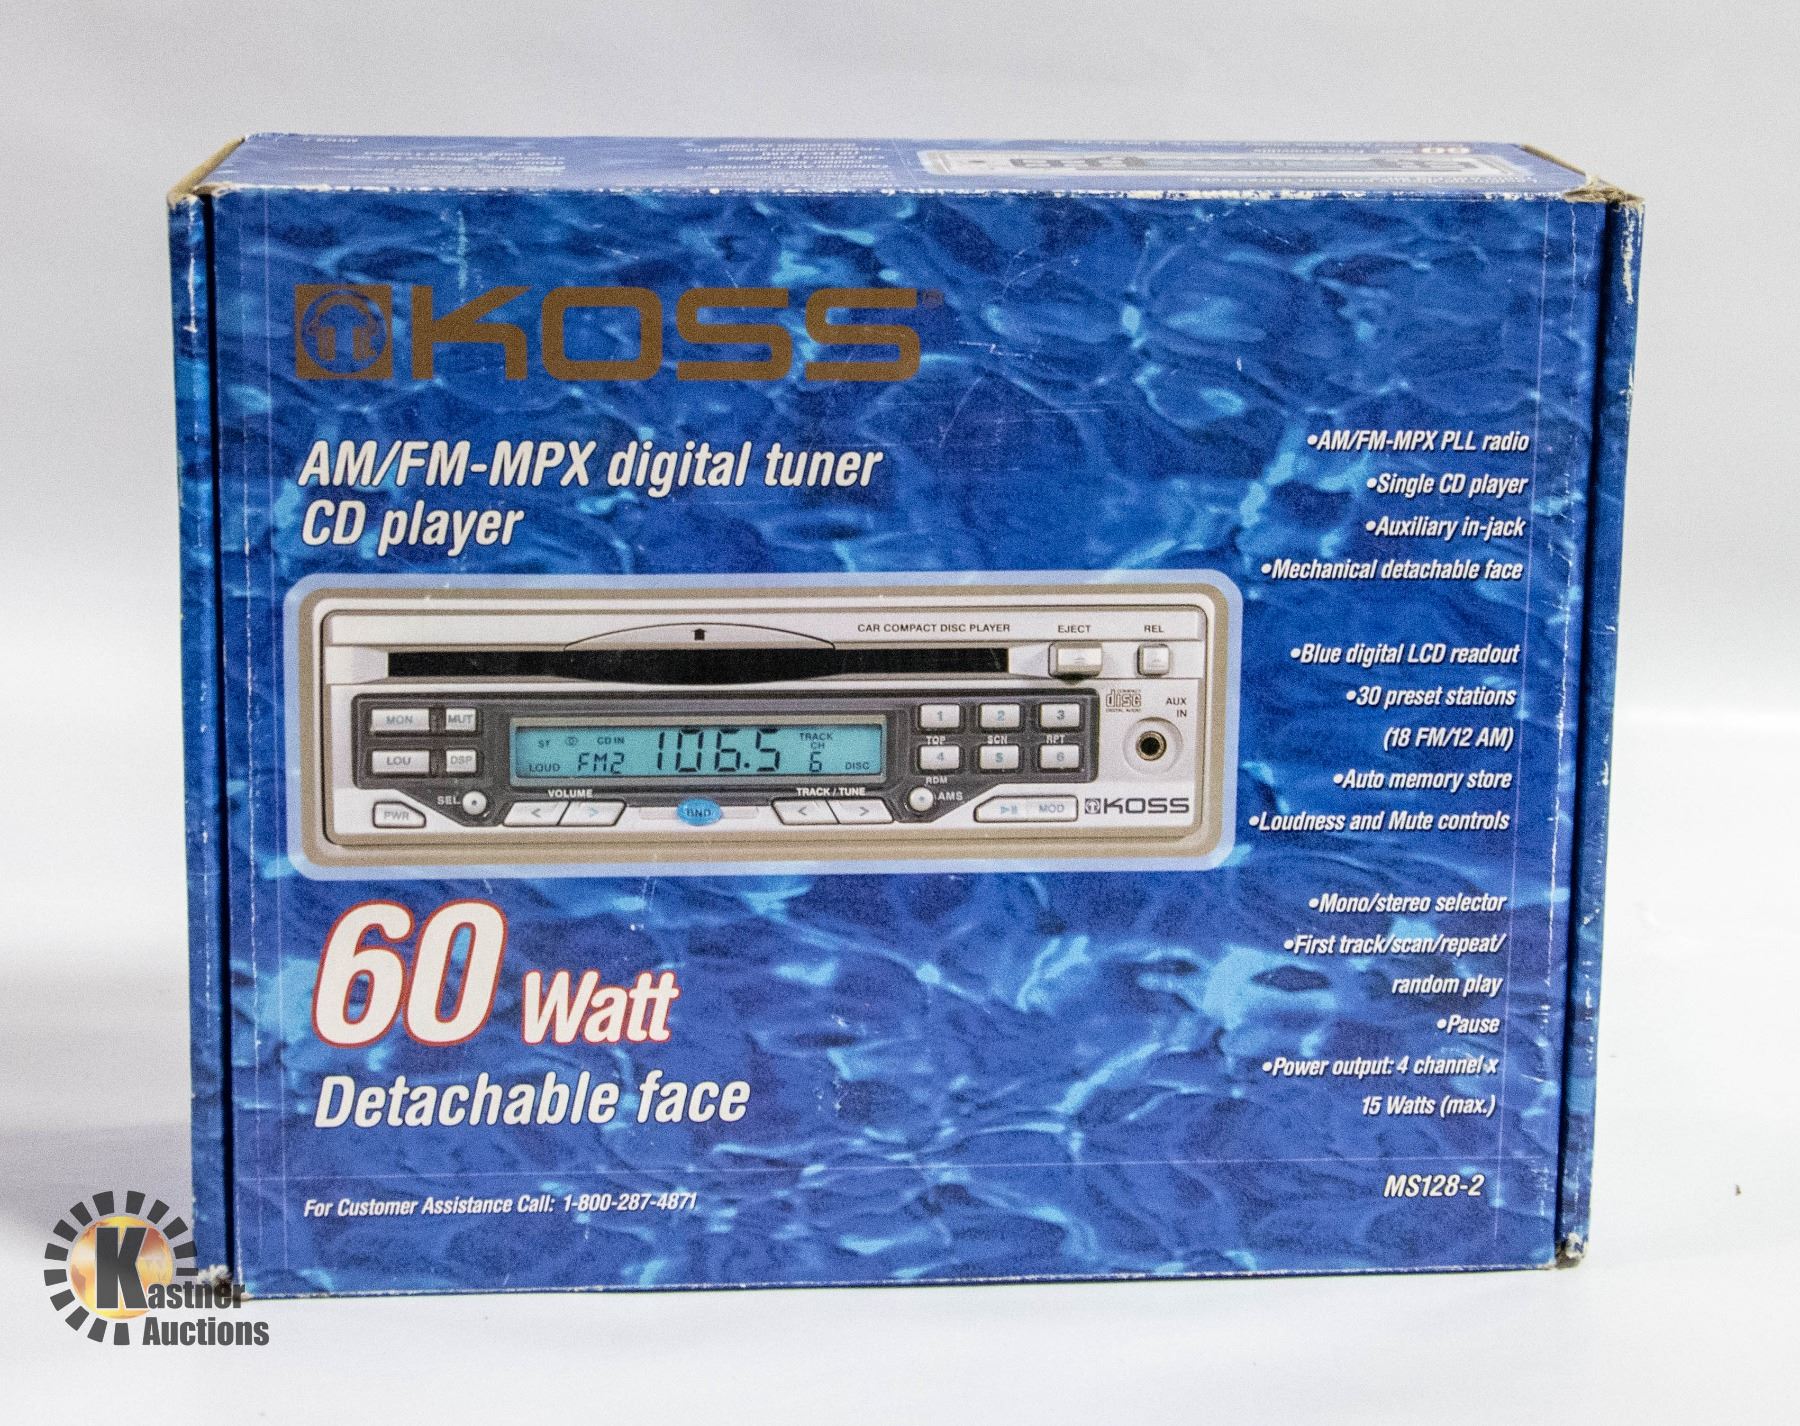 KOSS
AM/FM-MPX digital tuner
CD player
•AM/FM-MPX PLL radio
•Single CD player
•Auxiliary in-jack
•Mechanical detachable face
•Blue digital LCD readout
•30 preset stations
(18 FM/12 AM)
•Auto memory store
•Loudness and Mute controls
•Mono/stereo selector
•First track/scan/repeat/
random play
•Pause
•Power output: 4 channel x
15 Watts (max.)
MS128-2
CAR COMPACT DISC PLAYER EJECT REL
MON MUT
LOU DSP
SEL
PWR
VOLUME
< >
BND
TRACK / TUNE
< >
ST CD IN 106.5 TRACK
CH
LOUD FM2 6 DISC
1 2 3
TOP SCN RPT
4 5 6
RDM
AMS
COMPACT
disc
DIGITAL AUDIO
AUX
IN
MOD
KOSS
60 Watt
Detachable face
For Customer Assistance Call: 1-800-287-4871
Kastner
Auctions